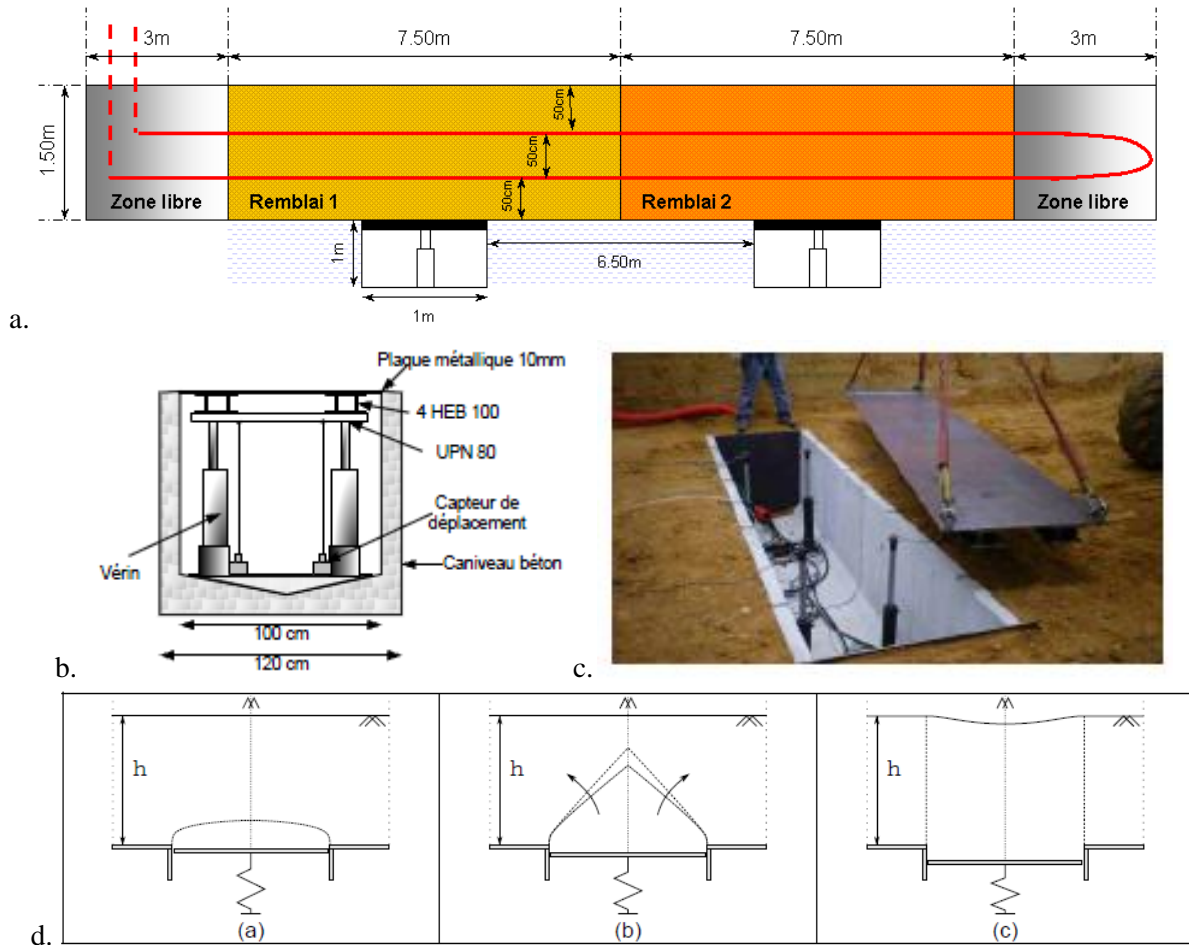 3m
7.50m
7.50m
3m
1.50m
50cm
50cm
50cm
Zone libre
Remblai 1
Remblai 2
Zone libre
1m
6.50m
1m
a.
Plaque métallique 10mm
4 HEB 100
UPN 80
Capteur de
déplacement
Vérin
Caniveau béton
100 cm
120 cm
b.
c.
h
h
h
d.
(a)
(b)
(c)